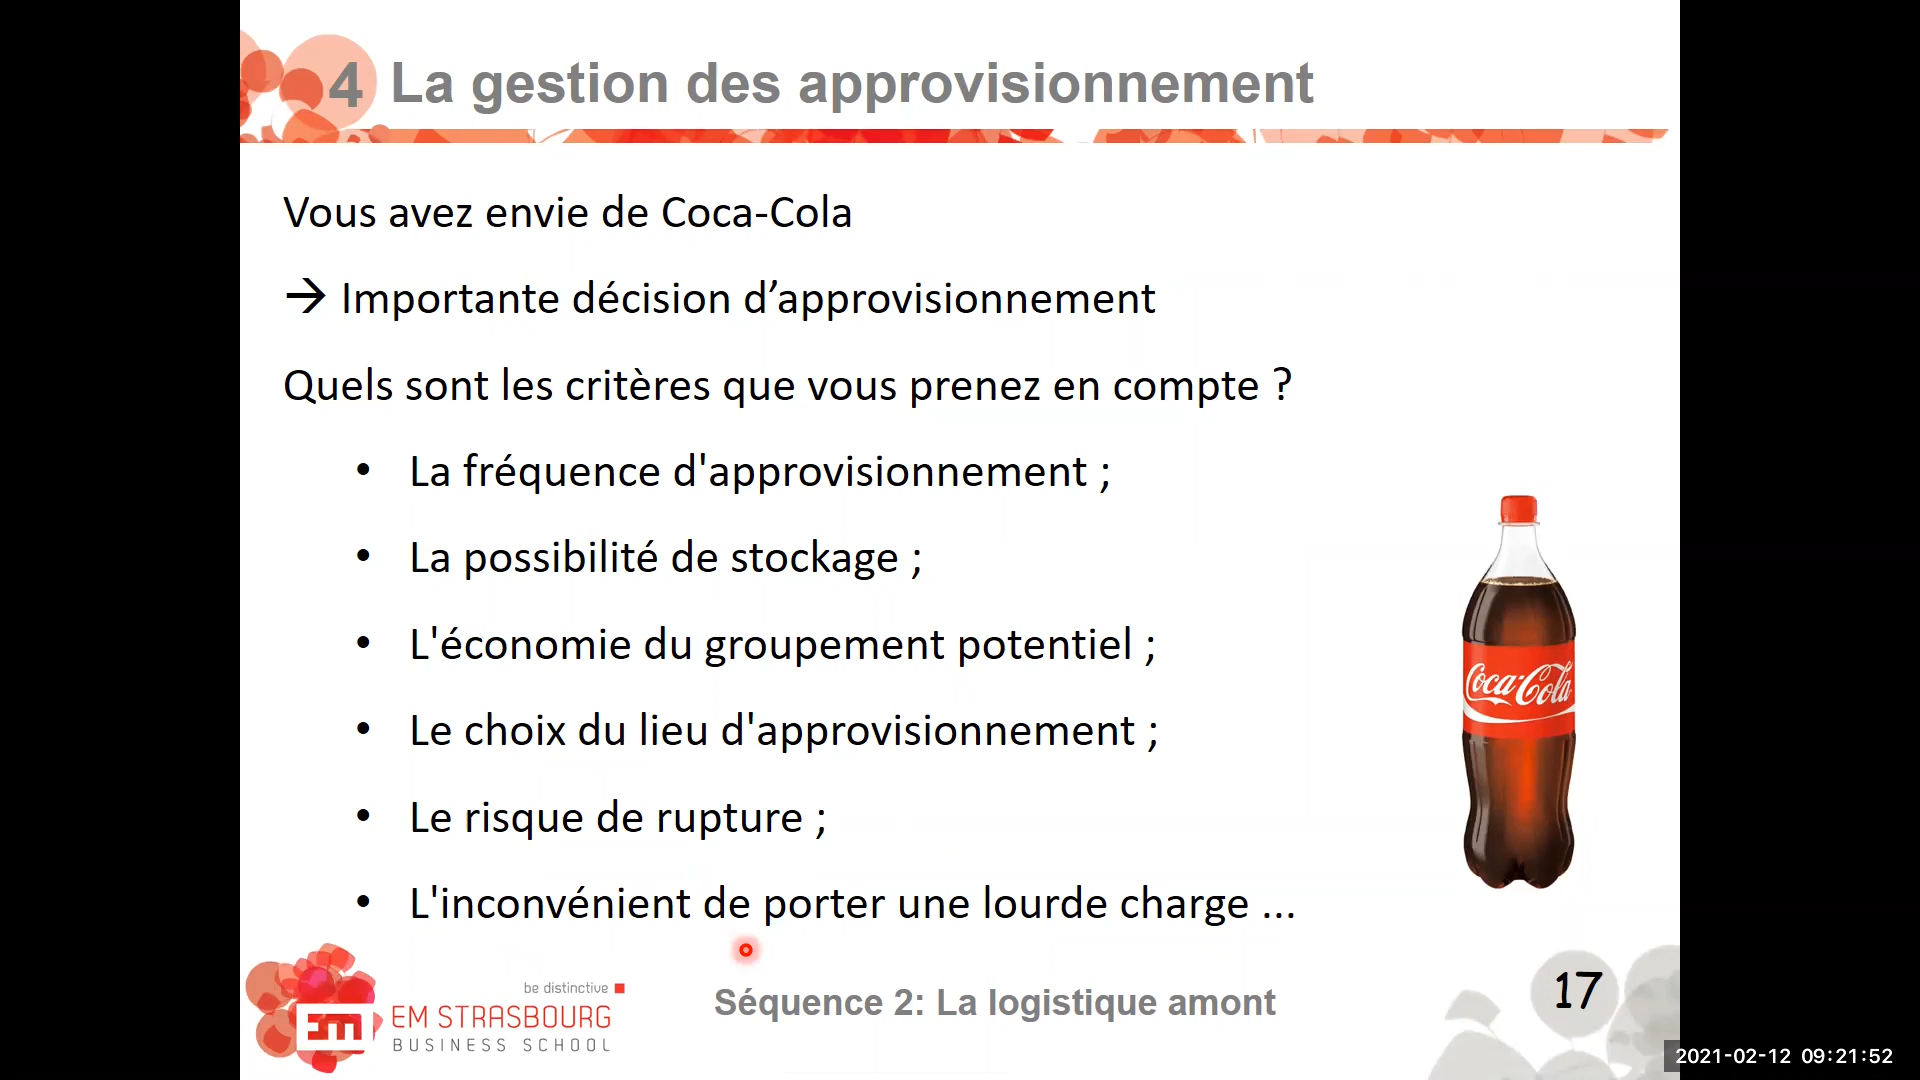 4 La gestion des approvisionnement
Vous avez envie de Coca-Cola
→ Importante décision d’approvisionnement
Quels sont les critères que vous prenez en compte ?
• La fréquence d'approvisionnement ;
• La possibilité de stockage ;
• L'économie du groupement potentiel ;
• Le choix du lieu d'approvisionnement ;
• Le risque de rupture ;
• L'inconvénient de porter une lourde charge ...
Coca-Cola
be distinctive
em
EM STRASBOURG
BUSINESS SCHOOL
Séquence 2: La logistique amont
17
2021-02-12 09:21:52